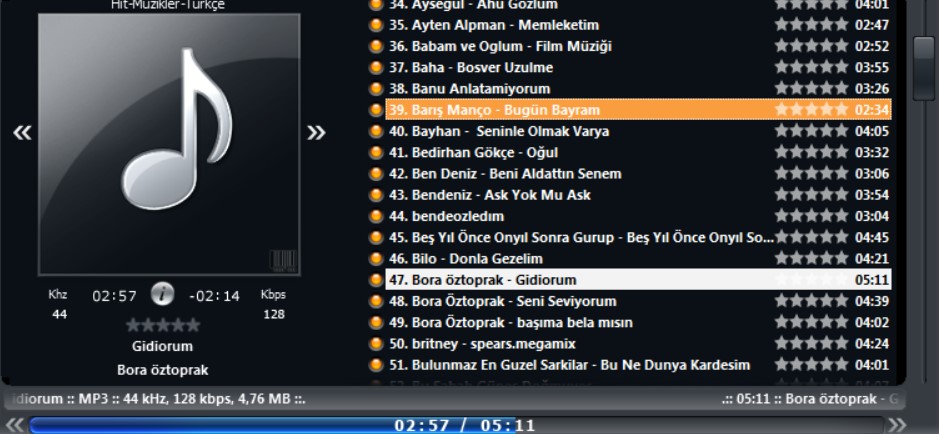 Hit-Müzikler-Türkçe
34. Aysegul - Ahu Gozlum 04:01
35. Ayten Alpman - Memleketim 02:47
36. Babam ve Oglum - Film Müziği 02:52
37. Baha - Bosver Uzulme 03:55
38. Banu Anlatamiyorum 03:26
39. Barış Manço - Bugün Bayram 02:34
40. Bayhan - Seninle Olmak Varya 04:05
41. Bedirhan Gökçe - Oğul 03:32
42. Ben Deniz - Beni Aldattın Senem 03:06
43. Bendeniz - Ask Yok Mu Ask 03:54
44. bendeozledım 03:04
45. Beş Yıl Önce Onyıl Sonra Gurup - Beş Yıl Önce Onyıl So... 04:45
46. Bilo - Donla Gezelim 04:21
47. Bora öztoprak - Gidiorum 05:11
48. Bora Öztoprak - Seni Seviyorum 04:39
49. Bora Öztoprak - başıma bela mısın 04:02
50. britney - spears.megamix 04:24
51. Bulunmaz En Guzel Sarkilar - Bu Ne Dunya Kardesim 04:01
Khz 02:57 i -02:14 Kbps
44 128
Gidiorum
Bora öztoprak
idiorum :: MP3 :: 44 kHz, 128 kbps, 4,76 MB ::. .:: 05:11 :: Bora öztoprak - G
02:57 / 05:11